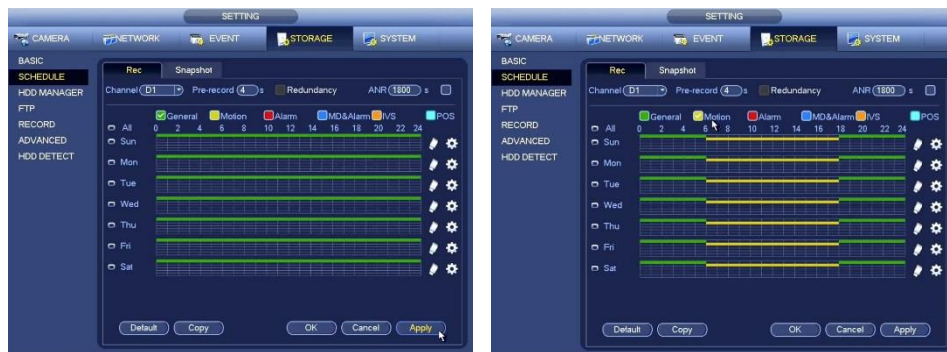 SETTING
CAMERA NETWORK EVENT STORAGE SYSTEM
BASIC
SCHEDULE
HDD MANAGER
FTP
RECORD
ADVANCED
HDD DETECT
Rec Snapshot
Channel D1 Pre-record 4 s Redundancy ANR 1800 s
General Motion Alarm MD&Alarm IVS POS
All 0 2 4 6 8 10 12 14 16 18 20 22 24
Sun
Mon
Tue
Wed
Thu
Fri
Sat
Default Copy OK Cancel Apply
SETTING
CAMERA NETWORK EVENT STORAGE SYSTEM
BASIC
SCHEDULE
HDD MANAGER
FTP
RECORD
ADVANCED
HDD DETECT
Rec Snapshot
Channel D1 Pre-record 4 s Redundancy ANR 1800 s
General Motion Alarm MD&Alarm IVS POS
All 0 2 4 6 8 10 12 14 16 18 20 22 24
Sun
Mon
Tue
Wed
Thu
Fri
Sat
Default Copy OK Cancel Apply